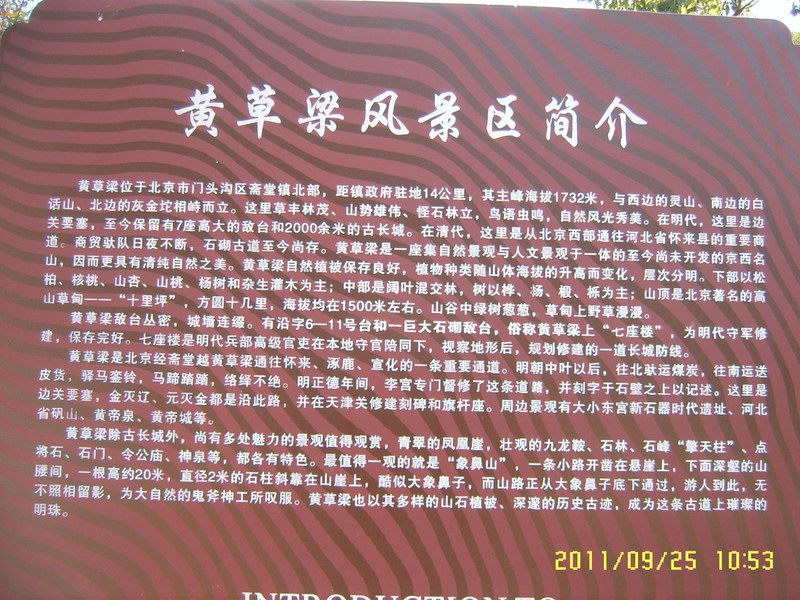 黄草梁风景区简介
黄草梁位于北京市门头沟区斋堂镇北部，距镇政府驻地14公里，其主峰海拔1732米，与西边的灵山、南边的白
话山、北边的灰金坨相峙而立。这里草丰林茂、山势雄伟、怪石林立，鸟语虫鸣，自然风光秀美。在明代，这里是边
关要塞，至今保留有7座高大的敌台和2000余米的古长城。在清代，这里是从北京西部通往河北省怀来县的重要商
道。商贸驮队日夜不断，石砌古道至今尚存。黄草梁是一座集自然景观与人文景观于一体的至今尚未开发的京西名
山，因而更具有清纯自然之美。黄草梁自然植被保存良好，植物种类随山体海拔的升高而变化，层次分明。下部以松
柏、核桃、山杏、山桃、杨树和杂生灌木为主；中部是阔叶混交林，树以桦、扬、椴、栎为主；山顶是北京著名的高
山草甸——“十里坪”，方圆十几里，海拔均在1500米左右。山谷中绿树葱葱，草甸上野草漫漫。
黄草梁敌台丛密，城墙连缀。有沿字6—11号台和一巨大石砌敌台，俗称黄草梁上“七座楼”，为明代守军修
建，保存完好。七座楼是明代兵部高级官吏在本地守官陪同下，视察地形后，规划修建的一道长城防线。
黄草梁是北京经斋堂越黄草梁通往怀来、涿鹿、宣化的一条重要通道。明朝中叶以后，往北驮运煤炭，往南运送
皮货，驿马銮铃，马蹄踏踏，络绎不绝。明正德年间，李宫专门督修了这条道路，并刻字于石壁之上以记述。这里是
边关要塞，金灭辽、元灭金都是沿此路，并在天津关修建刻碑和旗杆座。周边景观有大小东宫新石器时代遗址、河北
省矾山、黄帝泉、黄帝城等。
黄草梁除古长城外，尚有多处魅力的景观值得观赏，青翠的凤凰崖，壮观的九龙鞍、石林、石峰“擎天柱”、点
将石、石门、令公庙、神泉等，都各有特色。最值得一观的就是“象鼻山”，一条小路开凿在悬崖上，下面深壑的山
腰间，一根高约20米，直径2米的石柱斜靠在山崖上，酷似大象鼻子，而山路正从大象鼻子底下通过，游人到此，无
不照相留影，为大自然的鬼斧神工所叹服。黄草梁也以其多样的山石植被、深邃的历史古迹，成为这条古道上璀璨的
明珠。
2011/09/25 10:53
INTRODUCTION TO